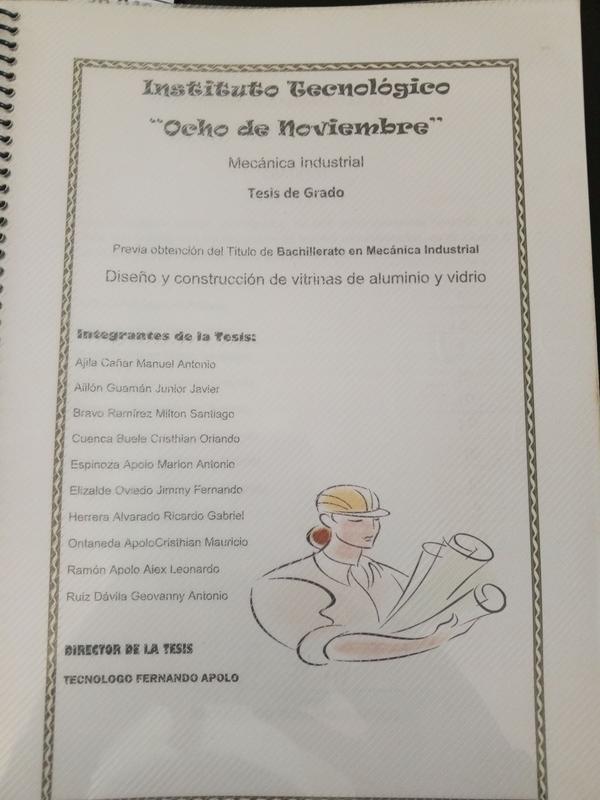 Instituto Tecnológico
"Ocho de Noviembre"
Mecánica Industrial
Tesis de Grado
Previa obtención del Titulo de Bachillerato en Mecánica Industrial
Diseño y construcción de vitrinas de aluminio y vidrio
Integrantes de la Tesis:
Ajila Cañar Manuel Antonio
Aillón Guamán Junior Javier
Bravo Ramírez Milton Santiago
Cuenca Buele Cristhian Orlando
Espinoza Apolo Marlon Antonio
Elizalde Oviedo Jimmy Fernando
Herrera Alvarado Ricardo Gabriel
Ontaneda ApoloCristhian Mauricio
Ramón Apolo Alex Leonardo
Ruiz Dávila Geovanny Antonio
DIRECTOR DE LA TESIS
TECNOLOGO FERNANDO APOLO